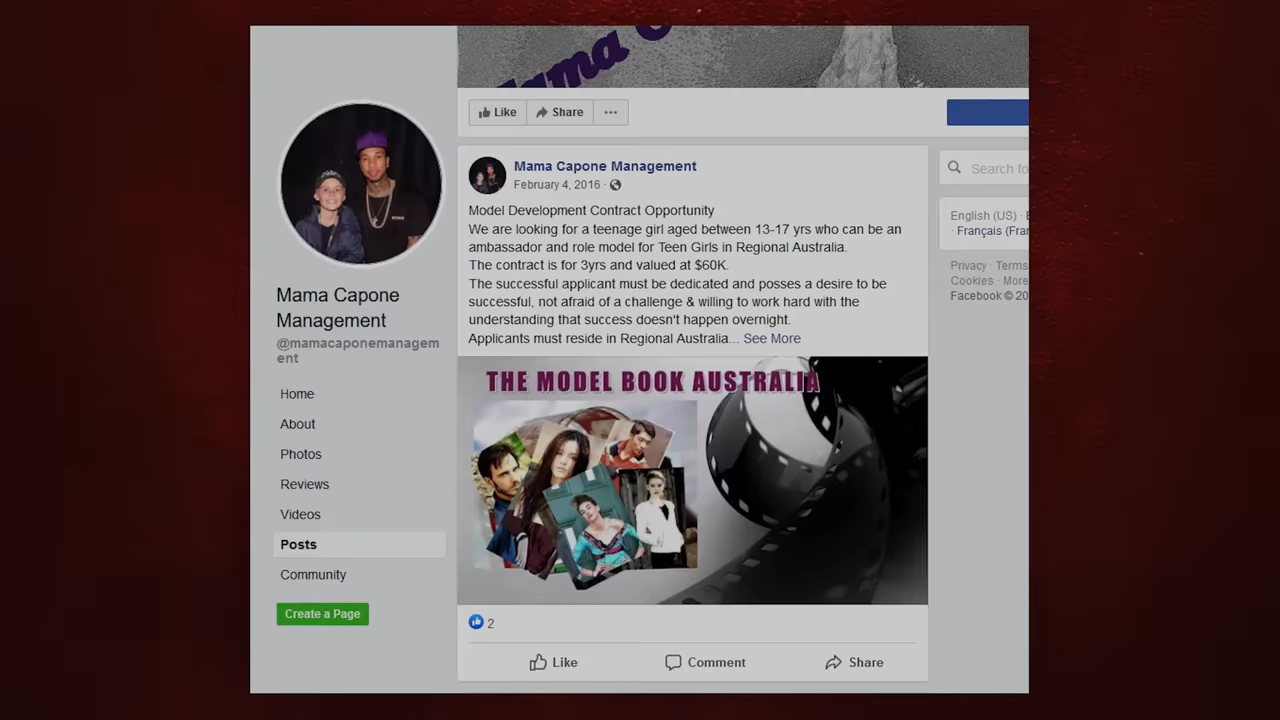 Mama C
Like
Share
Mama Capone Management
February 4, 2016
Search fo
Model Development Contract Opportunity
We are looking for a teenage girl aged between 13-17 yrs who can be an
ambassador and role model for Teen Girls in Regional Australia.
The contract is for 3yrs and valued at $60K.
The successful applicant must be dedicated and posses a desire to be
successful, not afraid of a challenge & willing to work hard with the
understanding that success doesn't happen overnight.
Applicants must reside in Regional Australia... See More
English (US) ·
· Français (Fran
Privacy · Terms
Cookies · More
Facebook © 20
Mama Capone
Management
@mamacaponemanagem
ent
Home
About
Photos
Reviews
Videos
Posts
Community
Create a Page
THE MODEL BOOK AUSTRALIA
2
Like
Comment
Share